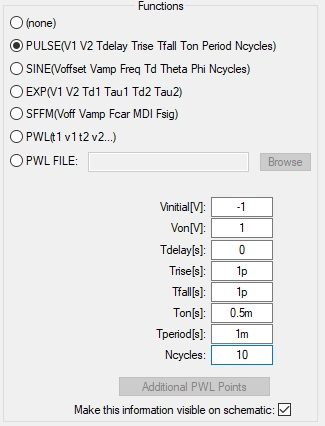 Functions
(none)
PULSE(V1 V2 Tdelay Trise Tfall Ton Period Ncycles)
SINE(Voffset Vamp Freq Td Theta Phi Ncycles)
EXP(V1 V2 Td1 Tau1 Td2 Tau2)
SFFM(Voff Vamp Fcar MDI Fsig)
PWL(t1 v1 t2 v2...)
PWL FILE: Browse
Vinitial[V]: -1
Von[V]: 1
Tdelay[s]: 0
Trise[s]: 1p
Tfall[s]: 1p
Ton[s]: 0.5m
Tperiod[s]: 1m
Ncycles: 10
Additional PWL Points
Make this information visible on schematic: